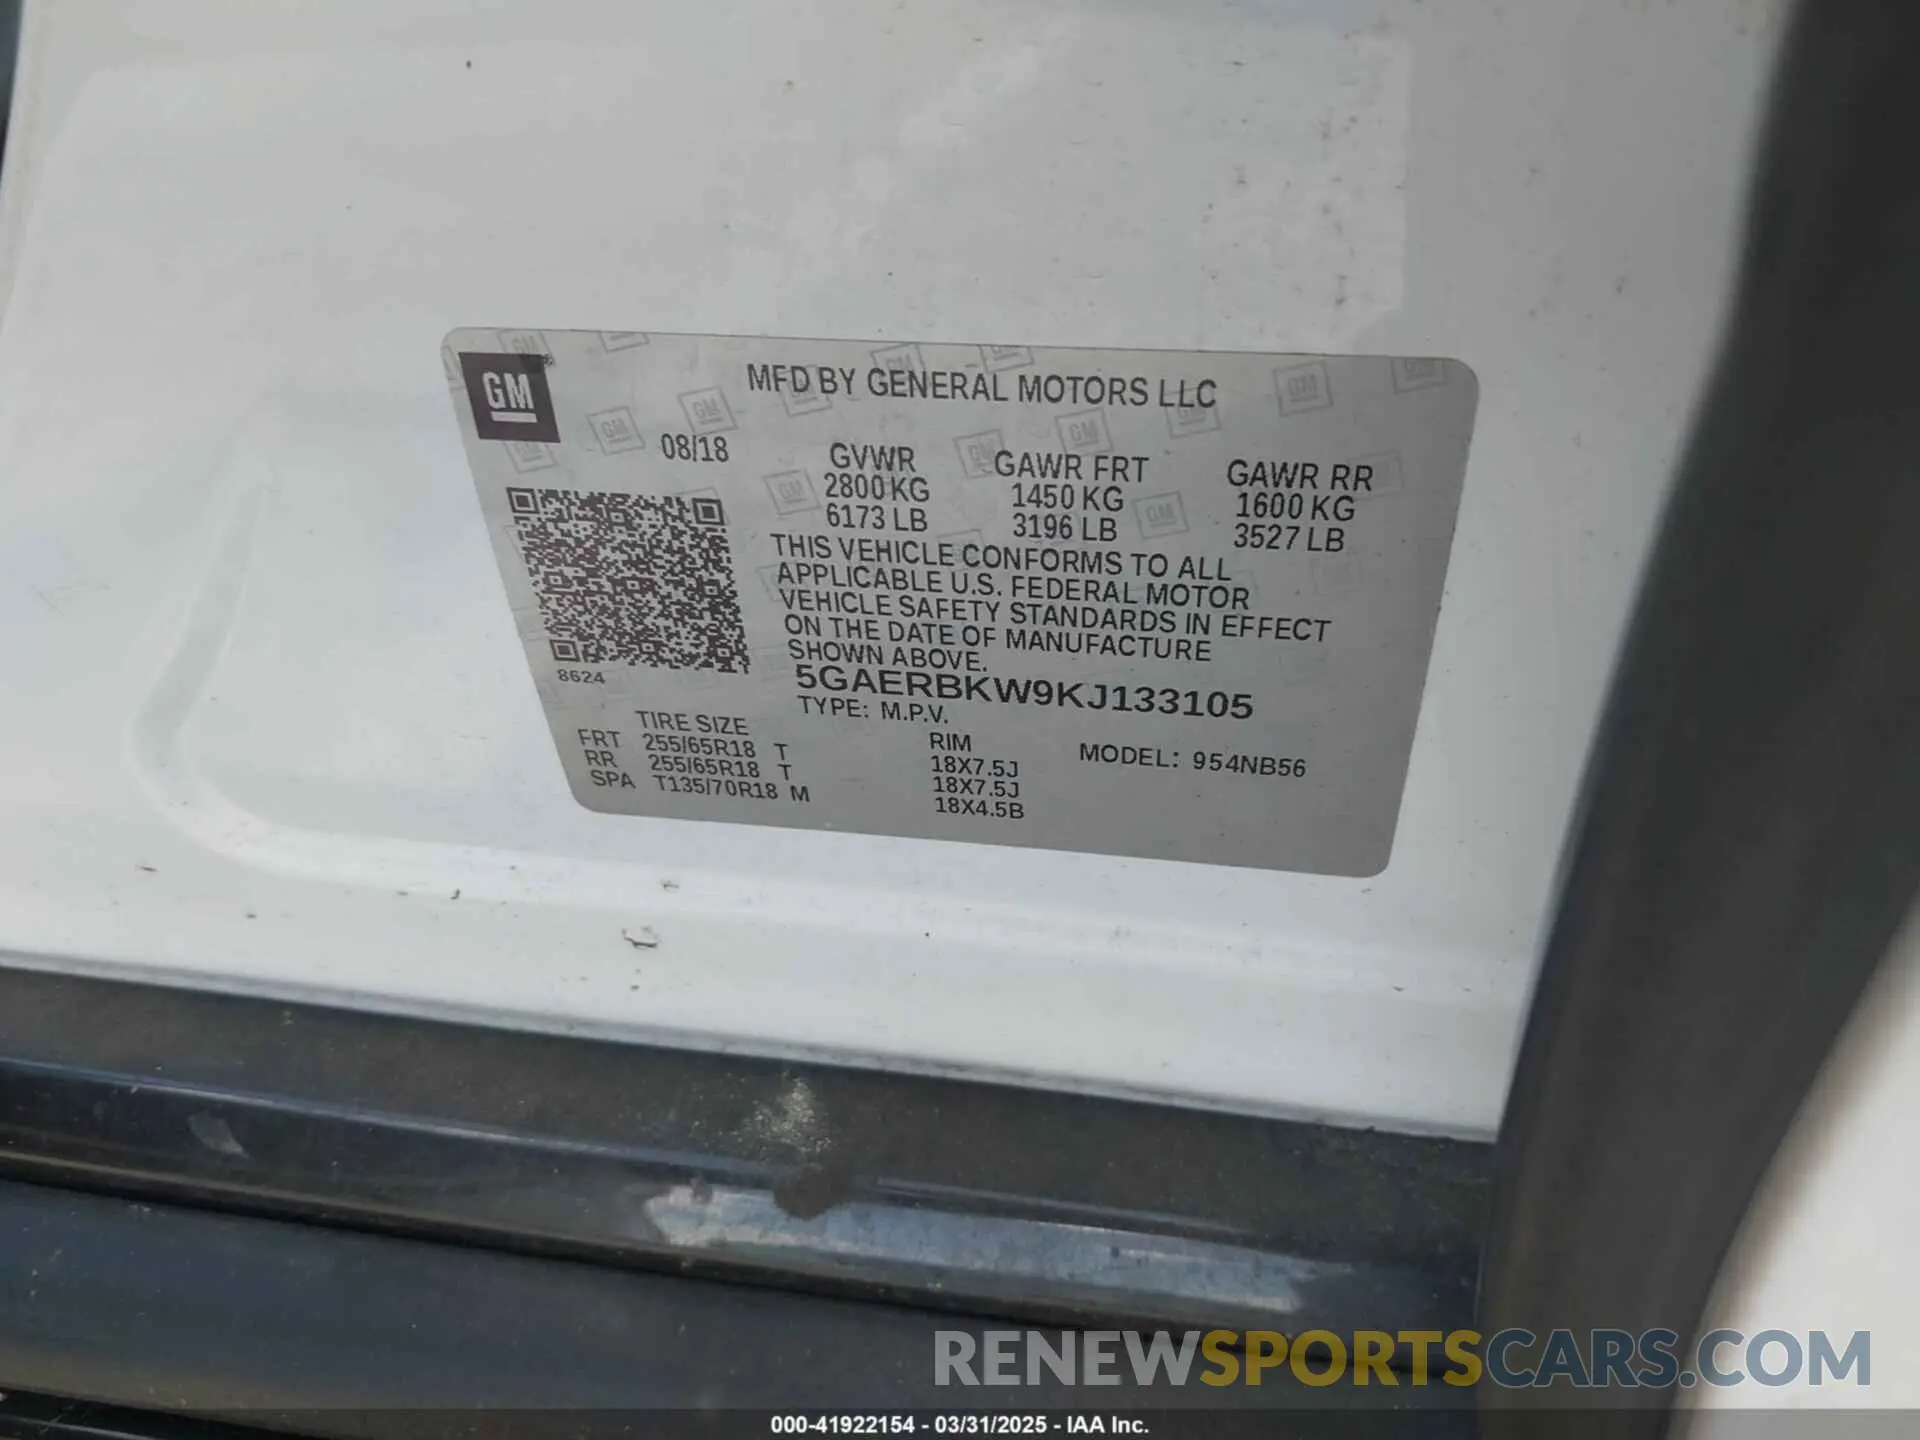 GM
MFD BY GENERAL MOTORS LLC
08/18
GVWR GAWR FRT GAWR RR
2800 KG 1450 KG 1600 KG
6173 LB 3196 LB 3527 LB
THIS VEHICLE CONFORMS TO ALL
APPLICABLE U.S. FEDERAL MOTOR
VEHICLE SAFETY STANDARDS IN EFFECT
ON THE DATE OF MANUFACTURE
SHOWN ABOVE.
8624
5GAERBKW9KJ133105
TYPE: M.P.V.
TIRE SIZE RIM MODEL: 954NB56
FRT 255/65R18 T 18X7.5J
RR 255/65R18 T 18X7.5J
SPA T135/70R18 M 18X4.5B
RENEWSPORTSCARS.COM
000-41922154 - 03/31/2025 - IAA Inc.